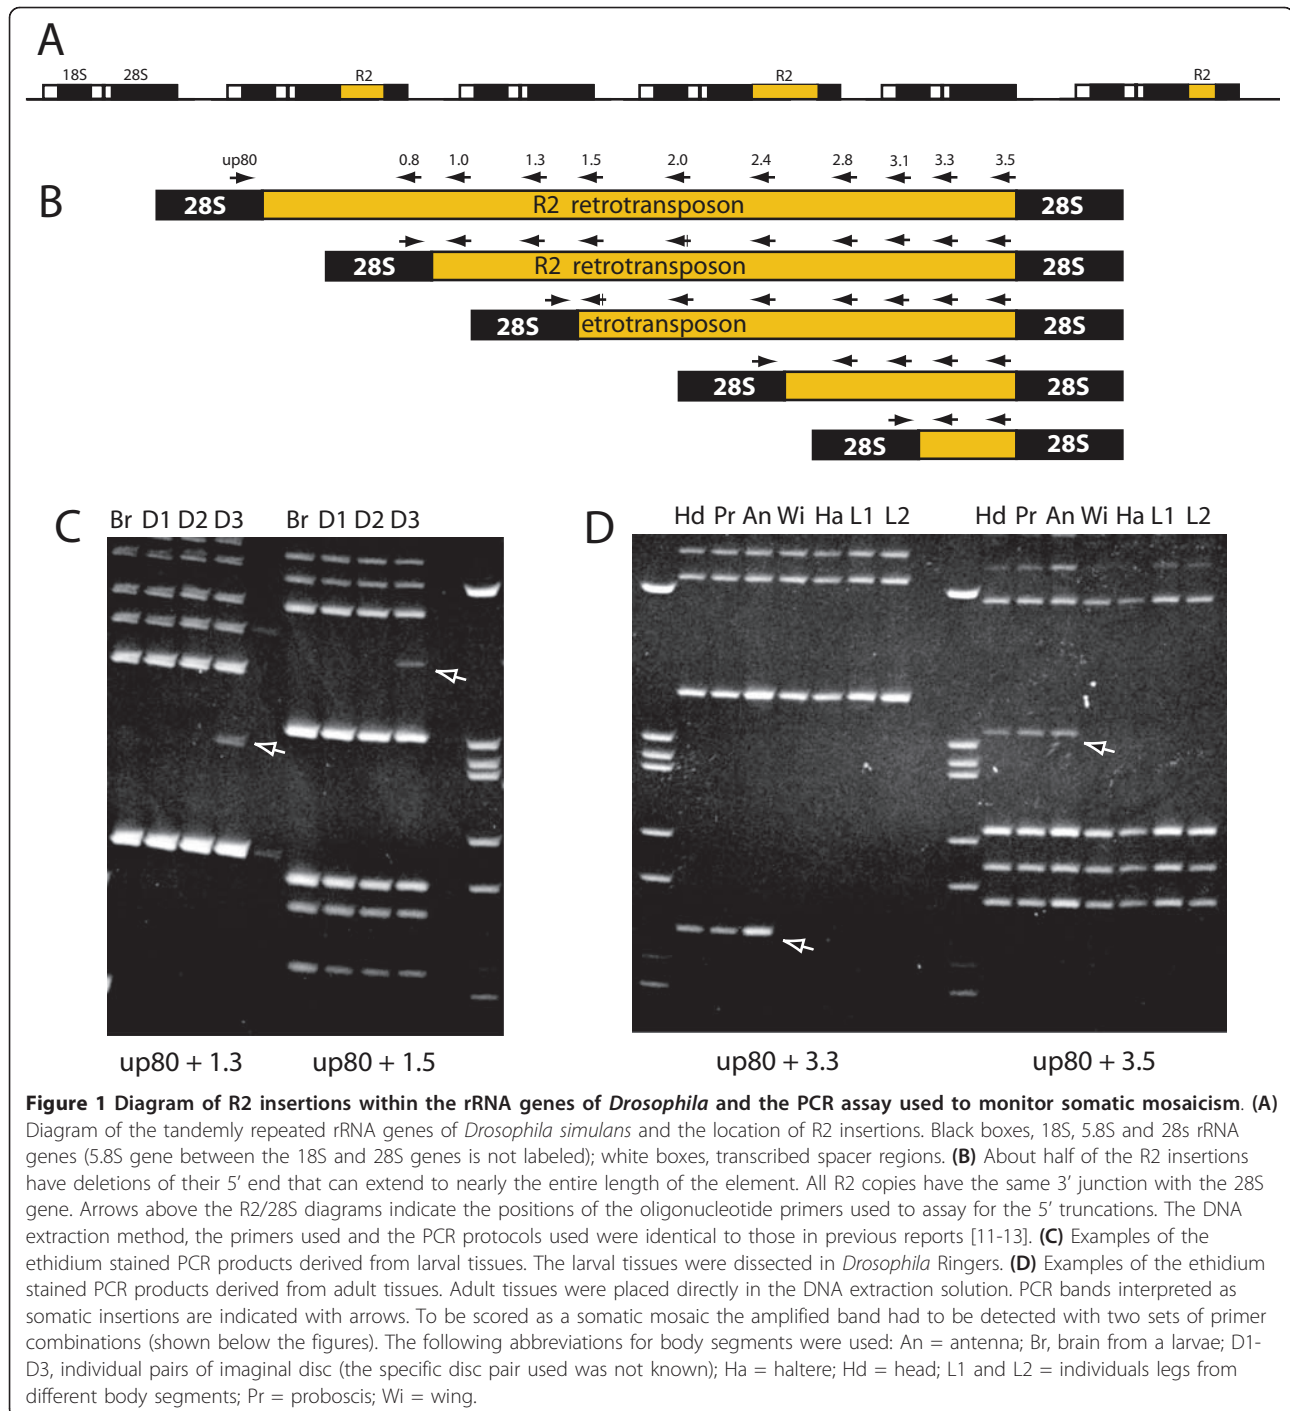 A
18S 28S R2 R2 R2
B
up80 0.8 1.0 1.3 1.5 2.0 2.4 2.8 3.1 3.3 3.5
28S R2 retrotransposon 28S
28S R2 retrotransposon 28S
28S etrotransposon 28S
28S 28S
28S 28S
C
Br D1 D2 D3 Br D1 D2 D3
up80 + 1.3 up80 + 1.5
D
Hd Pr An Wi Ha L1 L2 Hd Pr An Wi Ha L1 L2
up80 + 3.3 up80 + 3.5
Figure 1 Diagram of R2 insertions within the rRNA genes of Drosophila and the PCR assay used to monitor somatic mosaicism. (A)
Diagram of the tandemly repeated rRNA genes of Drosophila simulans and the location of R2 insertions. Black boxes, 18S, 5.8S and 28s rRNA
genes (5.8S gene between the 18S and 28S genes is not labeled); white boxes, transcribed spacer regions. (B) About half of the R2 insertions
have deletions of their 5' end that can extend to nearly the entire length of the element. All R2 copies have the same 3' junction with the 28S
gene. Arrows above the R2/28S diagrams indicate the positions of the oligonucleotide primers used to assay for the 5' truncations. The DNA
extraction method, the primers used and the PCR protocols used were identical to those in previous reports [11-13]. (C) Examples of the
ethidium stained PCR products derived from larval tissues. The larval tissues were dissected in Drosophila Ringers. (D) Examples of the ethidium
stained PCR products derived from adult tissues. Adult tissues were placed directly in the DNA extraction solution. PCR bands interpreted as
somatic insertions are indicated with arrows. To be scored as a somatic mosaic the amplified band had to be detected with two sets of primer
combinations (shown below the figures). The following abbreviations for body segments were used: An = antenna; Br, brain from a larvae; D1-
D3, individual pairs of imaginal disc (the specific disc pair used was not known); Ha = haltere; Hd = head; L1 and L2 = individuals legs from
different body segments; Pr = proboscis; Wi = wing.